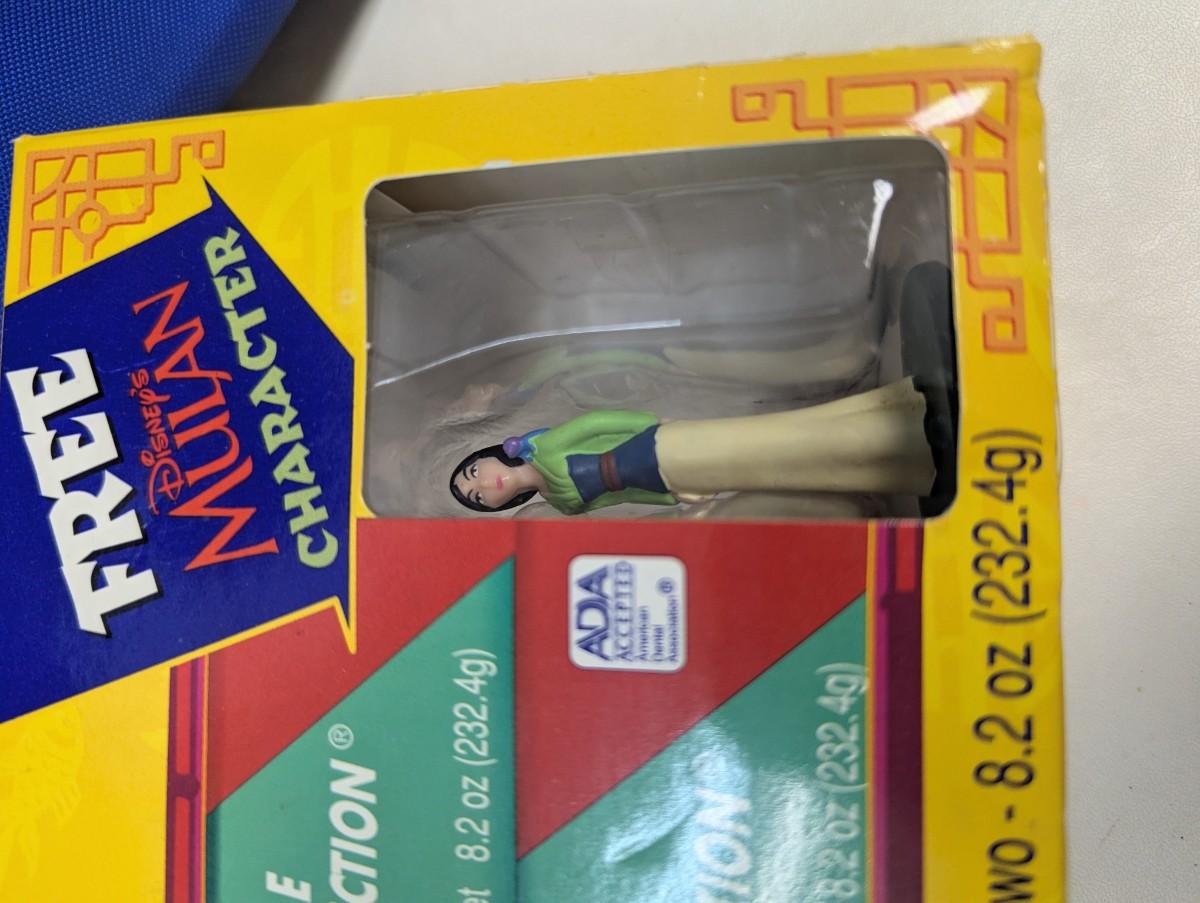 FREE
DISNEY'S
MULAN
CHARACTER
ADA
ACCEPTED
American
Dental
Association ®
CTION ®
8.2 oz (232.4g)
TION
8.2 oz (232.4g)
WO - 8.2 oz (232.4g)